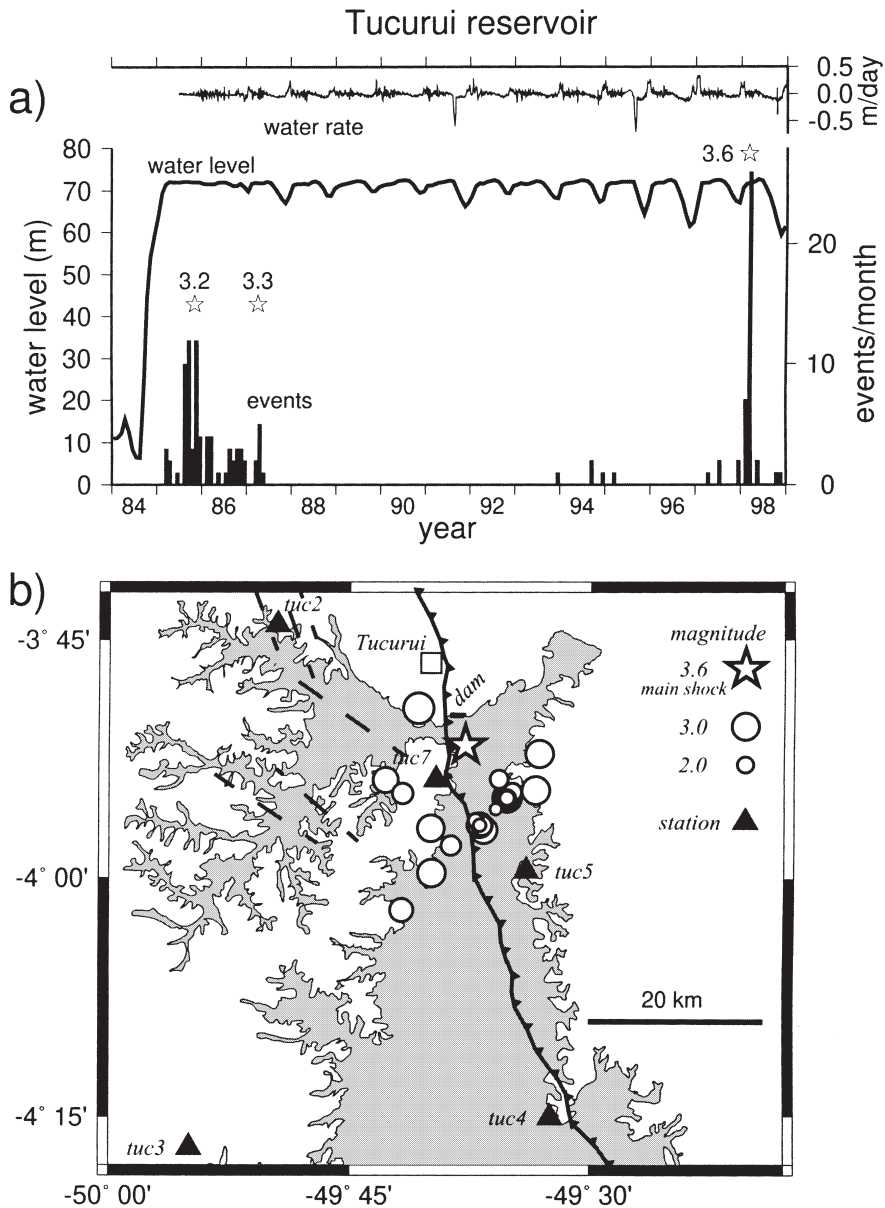 Tucurui reservoir
a)
0.5
0.0
-0.5
m/day
water rate
80
70
60
50
40
30
20
10
0
water level (m)
water level
3.6 ☆
3.2
☆
3.3
☆
events
20
10
0
events/month
84
86
88
90
92
94
96
98
year
b)
-3° 45'
-4° 00'
-4° 15'
tuc2
Tucurui
dam
tuc7
tuc5
tuc4
tuc3
magnitude
3.6
main shock
3.0
2.0
station
20 km
-50° 00'
-49° 45'
-49° 30'